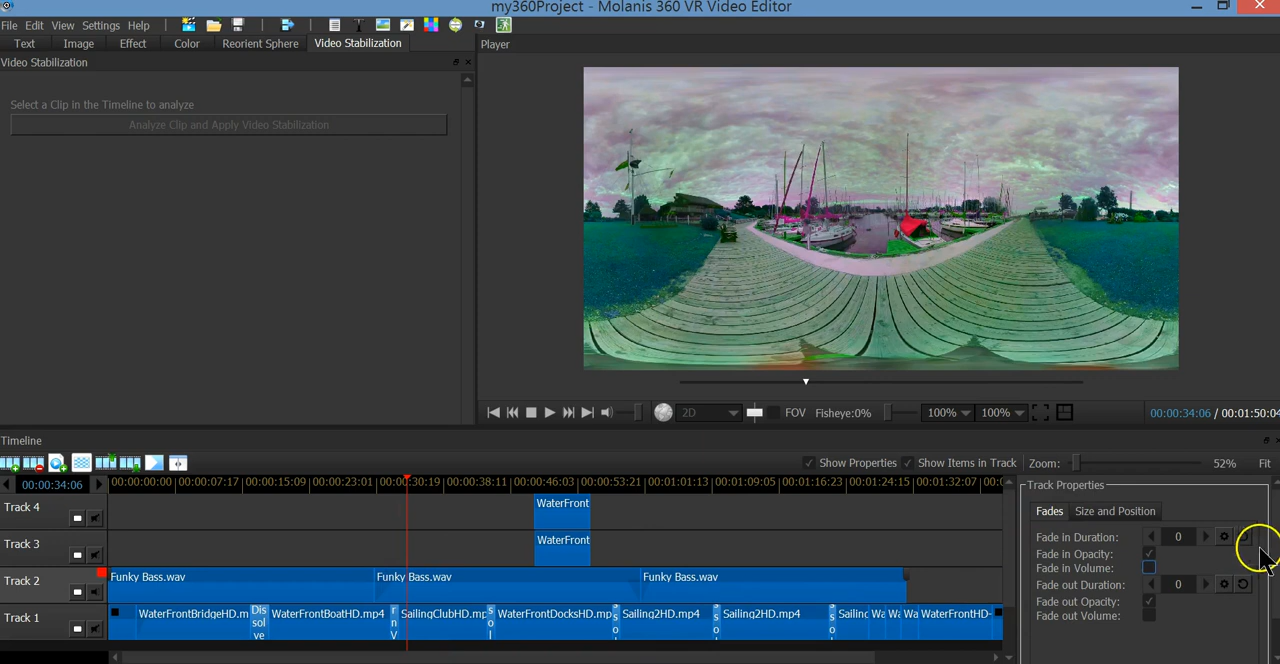 my360Project - Molanis 360 VR Video Editor
File Edit View Settings Help
Text Image Effect Color Reorient Sphere Video Stabilization
Player
Video Stabilization
Select a Clip in the Timeline to analyze
Analyze Clip and Apply Video Stabilization
2D FOV Fisheye:0% 100% 100% 00:00:34:06 / 00:01:50:04
Timeline
Show Properties Show Items in Track Zoom: 52% Fit
00:00:34:06 00:00:00:00 00:00:07:17 00:00:15:09 00:00:23:01 00:00:30:19 00:00:38:11 00:00:46:03 00:00:53:21 00:01:01:13 00:01:09:05 00:01:16:23 00:01:24:15 00:01:32:07 00:0
Track Properties
Track 4 WaterFront
Fades Size and Position
Track 3 WaterFront
Fade in Duration: 0
Fade in Opacity:
Fade in Volume:
Track 2 Funky Bass.wav Funky Bass.wav Funky Bass.wav
Fade out Duration: 0
Fade out Opacity:
Fade out Volume:
Track 1 WaterFrontBridgeHD.m Dis sol ve WaterFrontBoatHD.mp4 r n V SailingClubHD.mp s o l WaterFrontDocksHD.mp s o Sailing2HD.mp4 s o Sailing2HD.mp4 s o Sailinc Wa Wa Wa WaterFrontHD-